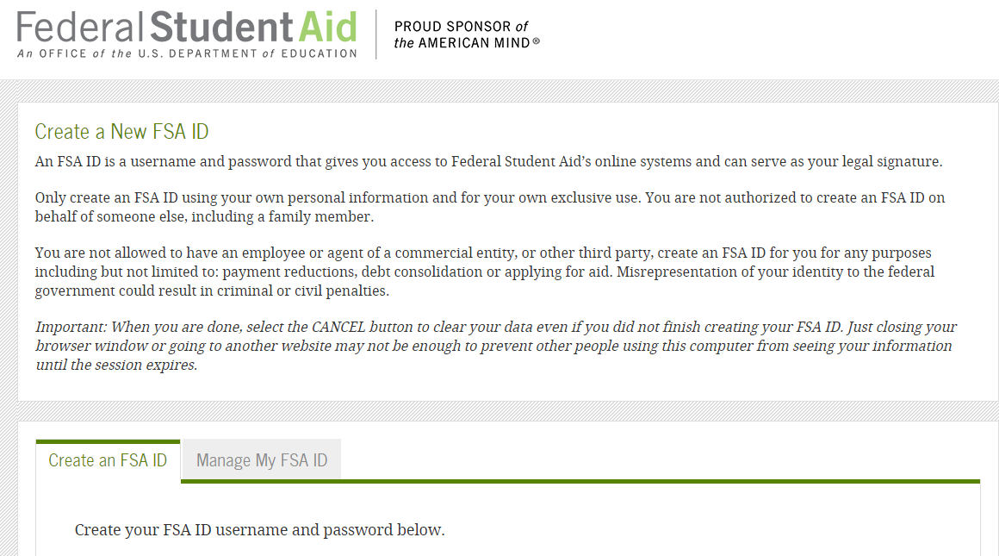 Federal Student Aid
An OFFICE of the U.S. DEPARTMENT of EDUCATION
PROUD SPONSOR of
the AMERICAN MIND®
Create a New FSA ID
An FSA ID is a username and password that gives you access to Federal Student Aid’s online systems and can serve as your legal signature.
Only create an FSA ID using your own personal information and for your own exclusive use. You are not authorized to create an FSA ID on
behalf of someone else, including a family member.
You are not allowed to have an employee or agent of a commercial entity, or other third party, create an FSA ID for you for any purposes
including but not limited to: payment reductions, debt consolidation or applying for aid. Misrepresentation of your identity to the federal
government could result in criminal or civil penalties.
Important: When you are done, select the CANCEL button to clear your data even if you did not finish creating your FSA ID. Just closing your
browser window or going to another website may not be enough to prevent other people using this computer from seeing your information
until the session expires.
Create an FSA ID
Manage My FSA ID
Create your FSA ID username and password below.